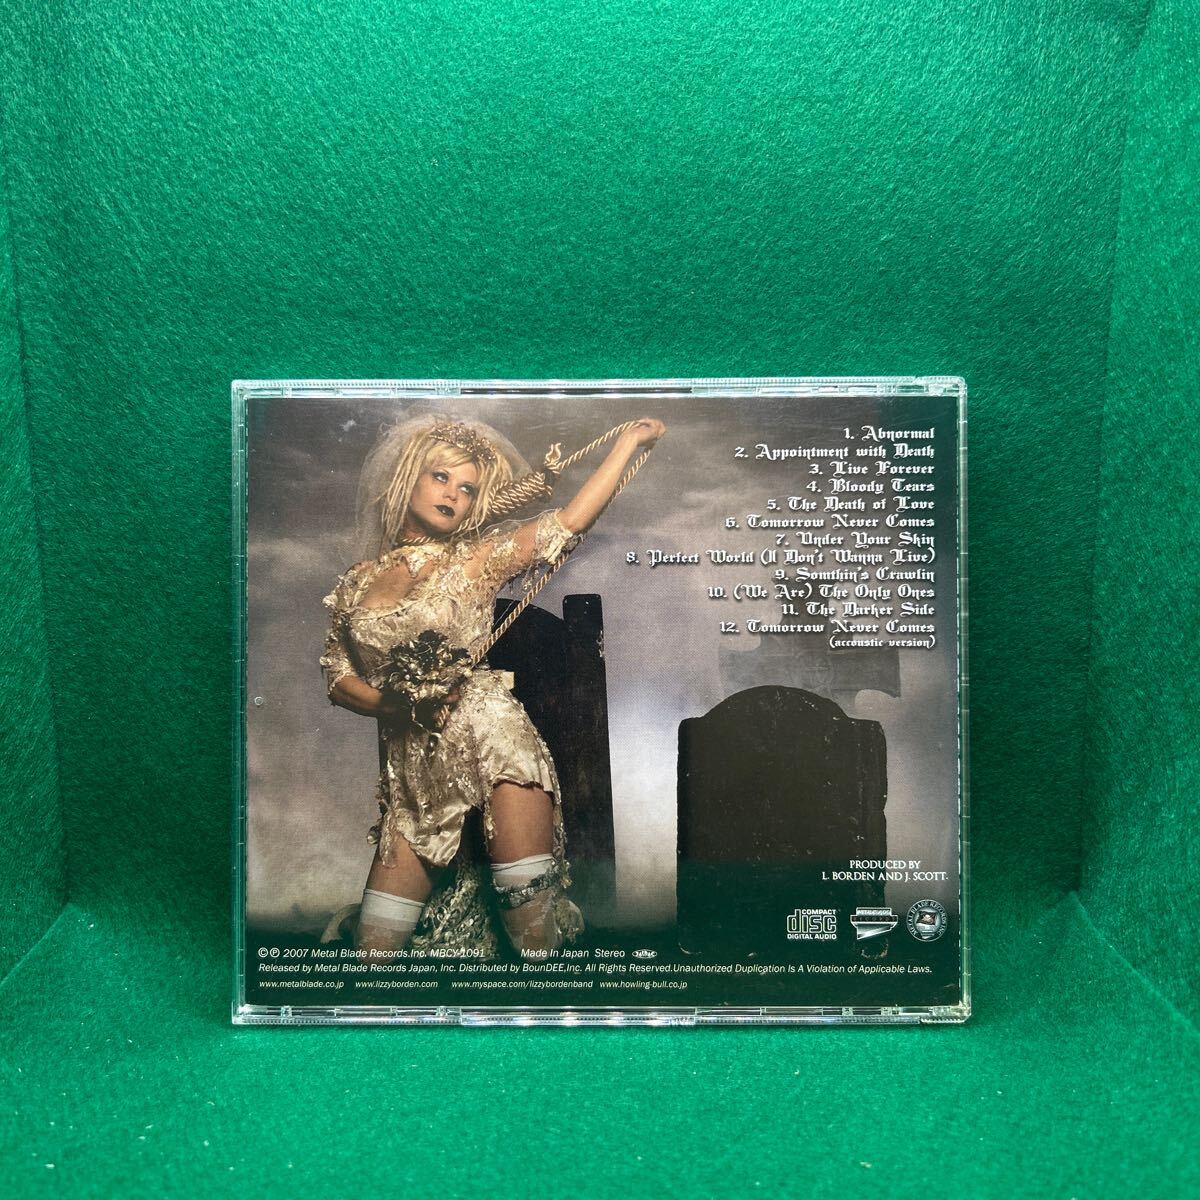 1. Abnormal
2. Appointment with Death
3. Live Forever
4. Bloody Tears
5. The Death of Love
6. Tomorrow Never Comes
7. Under Your Skin
8. Perfect World (I Don't Wanna Live)
9. Somthin's Crawlin
10. (We Are) The Only Ones
11. The Darker Side
12. Tomorrow Never Comes
(accoustic version)
PRODUCED BY
L. BORDEN AND J. SCOTT.
COMPACT
disc
DIGITAL AUDIO
METAL BLADE
RECORDS
©℗ 2007 Metal Blade Records.Inc. MBCY-1091 Made In Japan Stereo
Released by Metal Blade Records Japan, Inc. Distributed by BounDEE,Inc. All Rights Reserved.Unauthorized Duplication Is A Violation of Applicable Laws.
www.metalblade.co.jp www.lizzyborden.com www.myspace.com/lizzybordenband www.howling-bull.co.jp